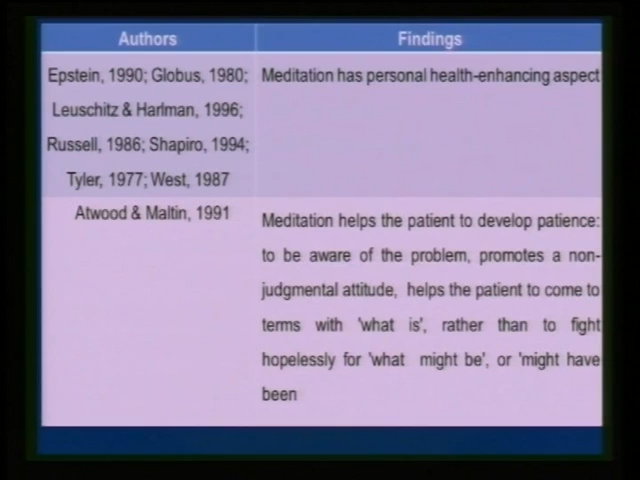 Authors
Findings
Epstein, 1990; Globus, 1980;
Leuschitz & Harlman, 1996;
Russell, 1986; Shapiro, 1994;
Tyler, 1977; West, 1987
Meditation has personal health-enhancing aspect
Atwood & Maltin, 1991
Meditation helps the patient to develop patience:
to be aware of the problem, promotes a non-
judgmental attitude, helps the patient to come to
terms with 'what is', rather than to fight
hopelessly for 'what might be', or 'might have
been